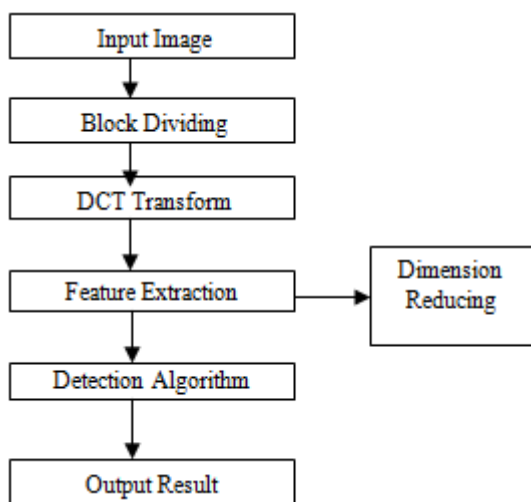 Input Image
Block Dividing
DCT Transform
Feature Extraction
Dimension
Reducing
Detection Algorithm
Output Result